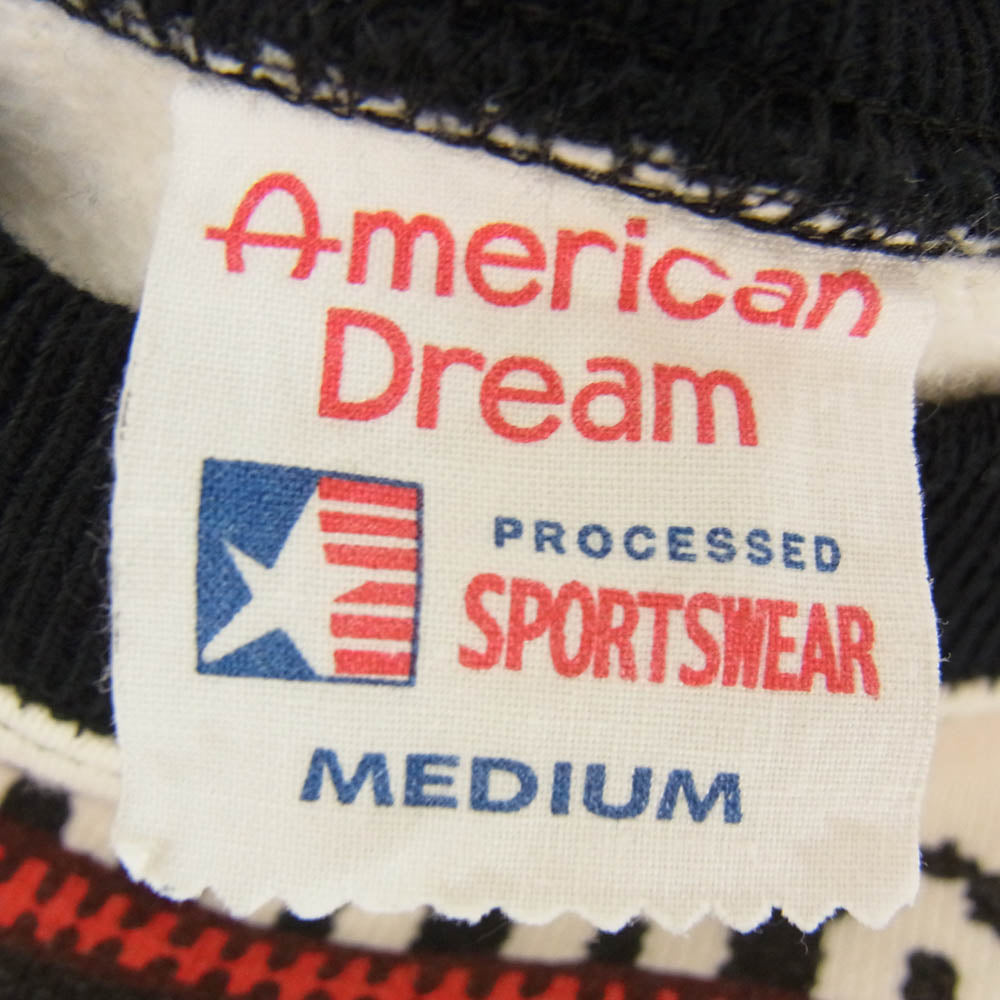 American
Dream
PROCESSED
SPORTSWEAR
MEDIUM